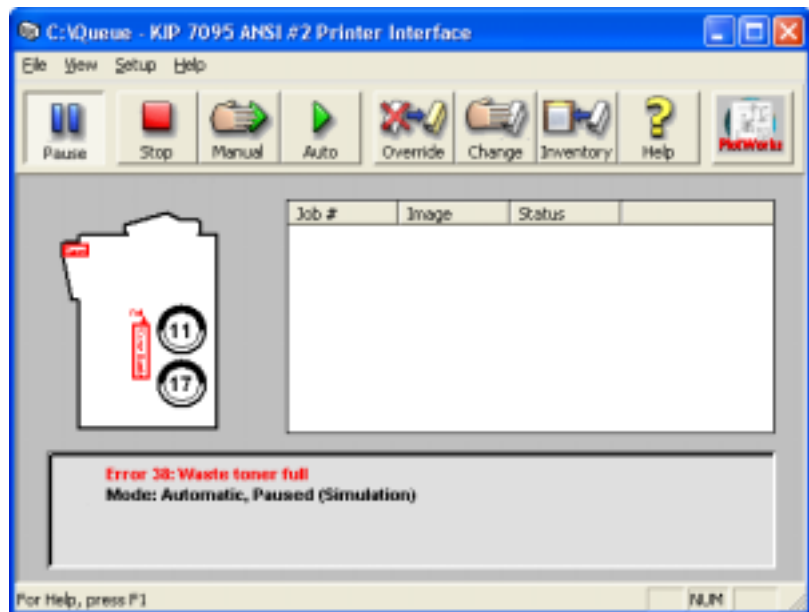 C:\Queue - KIP 7095 ANSI #2 Printer Interface
File View Setup Help
Pause Stop Manual Auto Override Change Inventory Help PlotWorks
Job # Image Status
11
17
Error 38: Waste toner full
Mode: Automatic, Paused (Simulation)
For Help, press F1
NUM